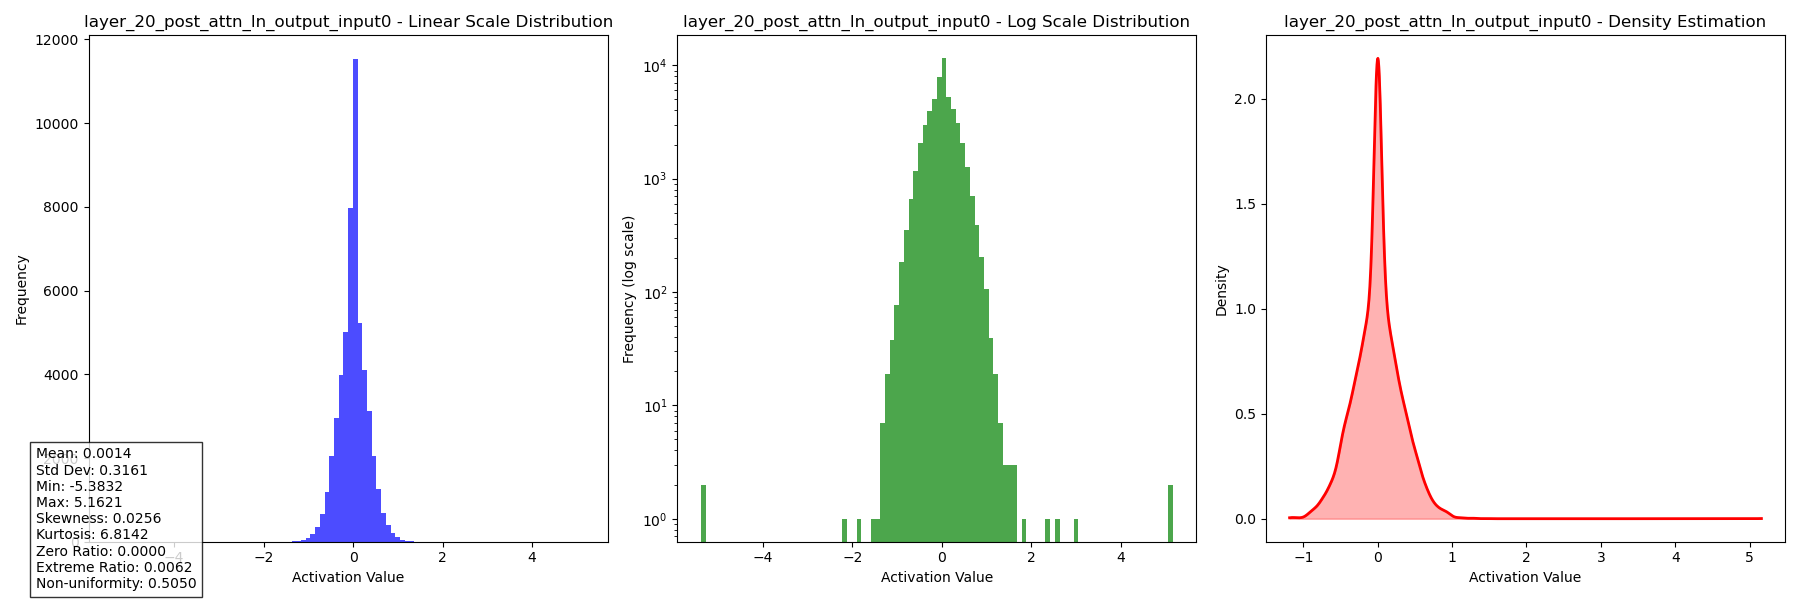 layer_20_post_attn_ln_output_input0 - Linear Scale Distribution
12000
10000
8000
6000
4000
2000
0
Frequency
−4
−2
0
2
4
Activation Value
Mean: 0.0014
Std Dev: 0.3161
Min: -5.3832
Max: 5.1621
Skewness: 0.0256
Kurtosis: 6.8142
Zero Ratio: 0.0000
Extreme Ratio: 0.0062
Non-uniformity: 0.5050
layer_20_post_attn_ln_output_input0 - Log Scale Distribution
10⁴
10³
10²
10¹
10⁰
Frequency (log scale)
−4
−2
0
2
4
Activation Value
layer_20_post_attn_ln_output_input0 - Density Estimation
2.0
1.5
1.0
0.5
0.0
Density
−1
0
1
2
3
4
5
Activation Value